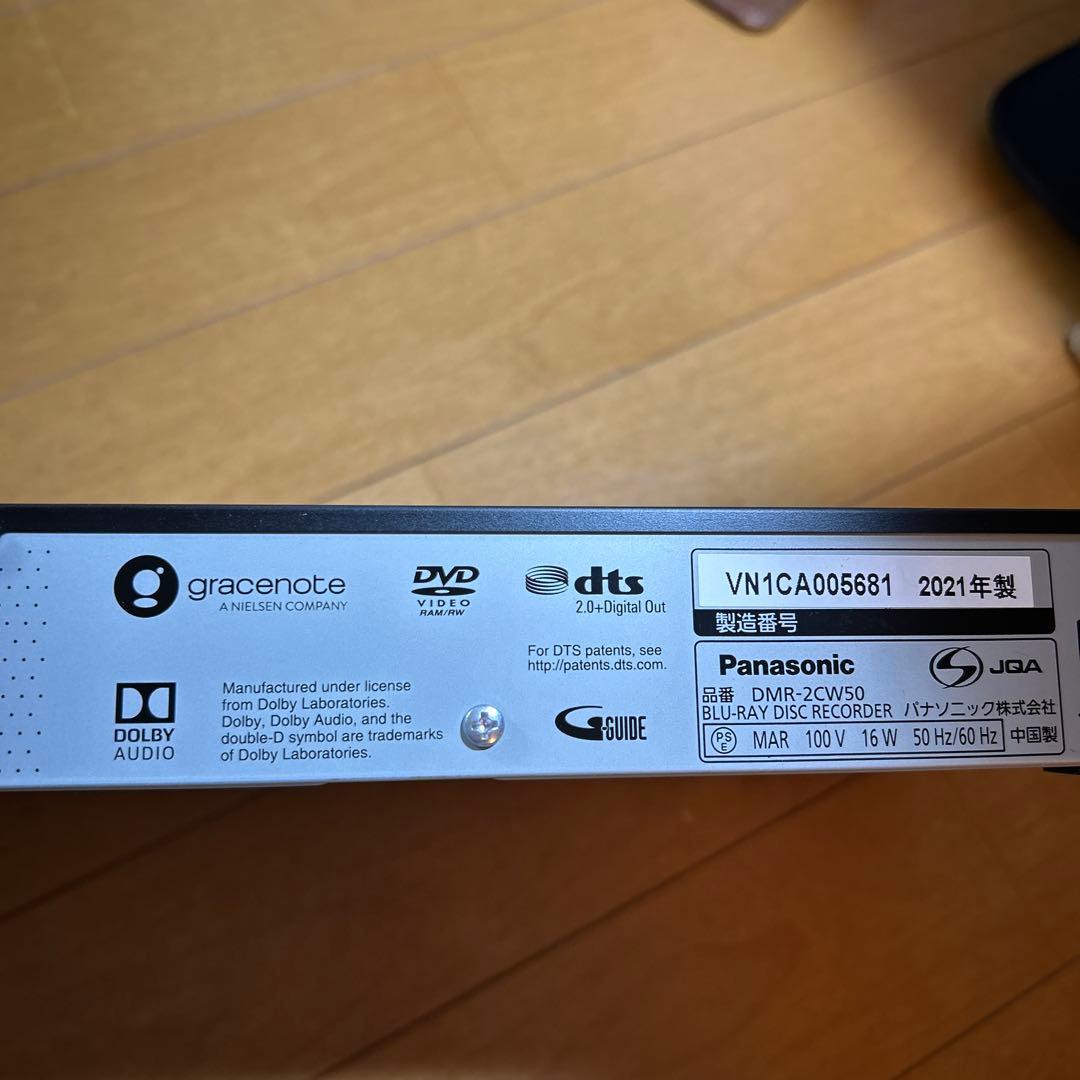 gracenote
A NIELSEN COMPANY
DVD
VIDEO
RAM/RW
dts
2.0+Digital Out
For DTS patents, see
http://patents.dts.com.
DOLBY
AUDIO
Manufactured under license
from Dolby Laboratories.
Dolby, Dolby Audio, and the
double-D symbol are trademarks
of Dolby Laboratories.
G-GUIDE
VN1CA005681 2021年製
製造番号
Panasonic JQA
品番 DMR-2CW50
BLU-RAY DISC RECORDER パナソニック株式会社
PSE MAR 100 V 16 W 50 Hz/60 Hz 中国製